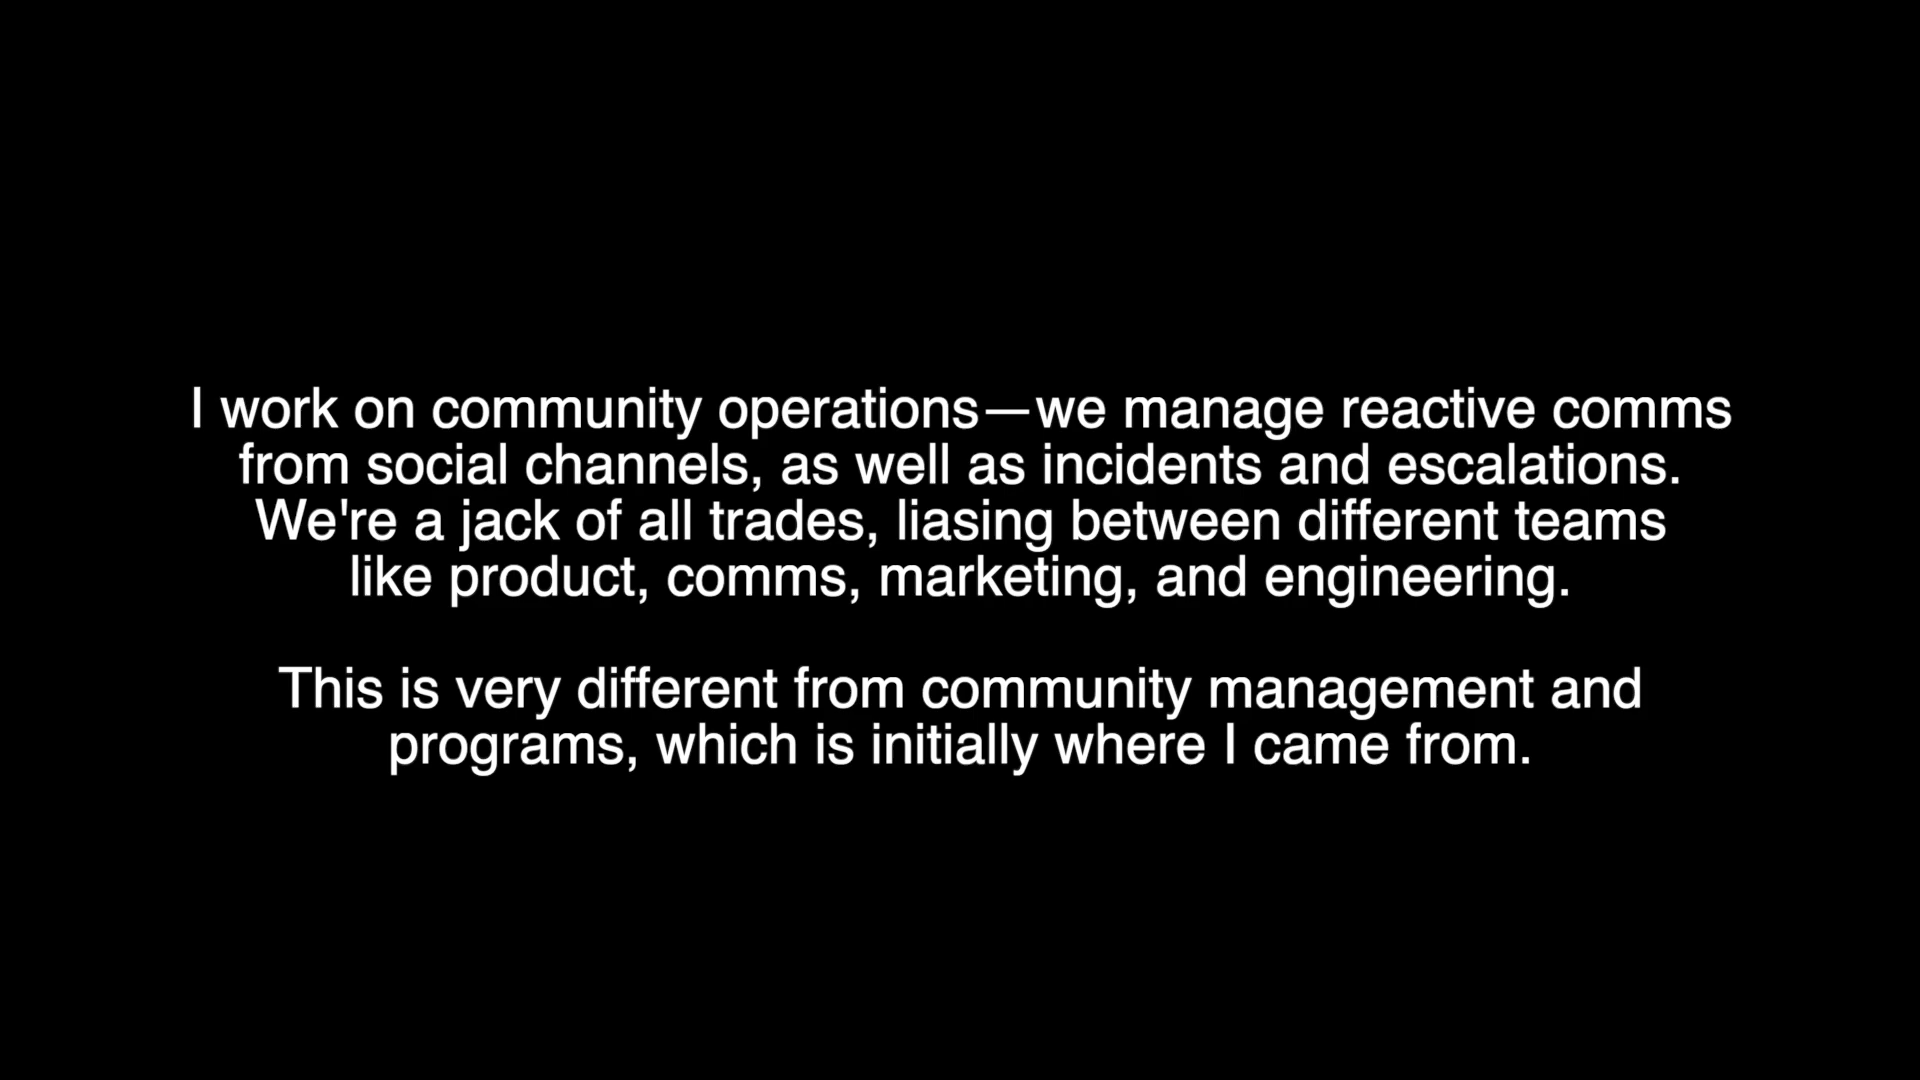 I work on community operations—we manage reactive comms
from social channels, as well as incidents and escalations.
We're a jack of all trades, liasing between different teams
like product, comms, marketing, and engineering.
This is very different from community management and
programs, which is initially where I came from.